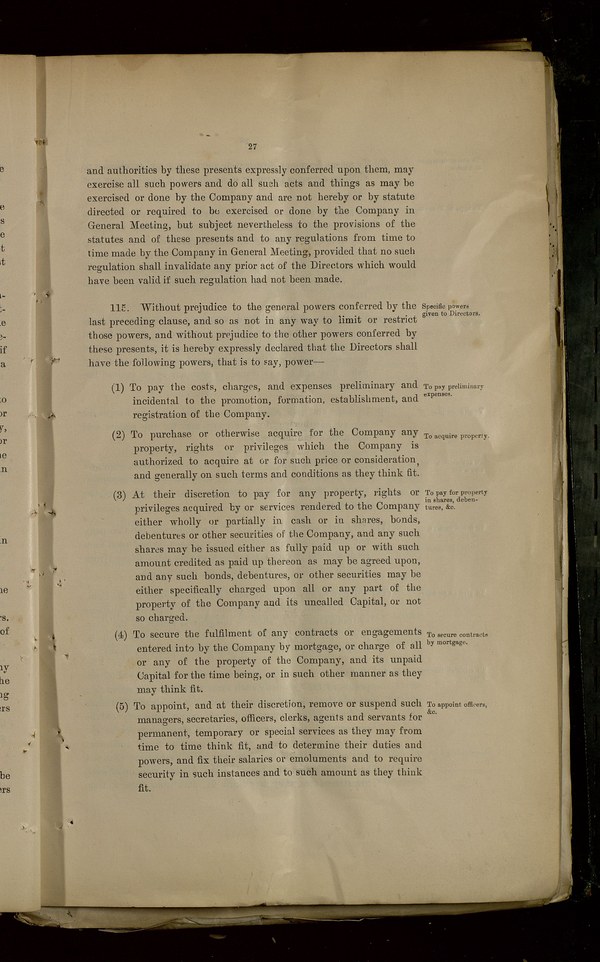 27
and authorities by these presents expressly conferred upon them, may
exercise all such powers and do all such acts and things as may be
exercised or done by the Company and are not hereby or by statute
directed or required to be exercised or done by the Company in
General Meeting, but subject nevertheless to the provisions of the
statutes and of these presents and to any regulations from time to
time made by the Company in General Meeting, provided that no such
regulation shall invalidate any prior act of the Directors which would
have been valid if such regulation had not been made.
115. Without prejudice to the general powers conferred by the
last preceding clause, and so as not in any way to limit or restrict
those powers, and without prejudice to the other powers conferred by
these presents, it is hereby expressly declared that the Directors shall
have the following powers, that is to say, power—
Specific powers
given to Directors.
(1) To pay the costs, charges, and expenses preliminary and
incidental to the promotion, formation, establishment, and
registration of the Company.
To pay preliminary
expenses.
(2) To purchase or otherwise acquire for the Company any
property, rights or privileges which the Company is
authorized to acquire at or for such price or consideration,
and generally on such terms and conditions as they think fit.
To acquire property.
(3) At their discretion to pay for any property, rights or
privileges acquired by or services rendered to the Company
either wholly or partially in cash or in shares, bonds,
debentures or other securities of the Company, and any such
shares may be issued either as fully paid up or with such
amount credited as paid up thereon as may be agreed upon,
and any such bonds, debentures, or other securities may be
either specifically charged upon all or any part of the
property of the Company and its uncalled Capital, or not
so charged.
To pay for property
in shares, deben-
tures, &c.
(4) To secure the fulfilment of any contracts or engagements
entered into by the Company by mortgage, or charge of all
or any of the property of the Company, and its unpaid
Capital for the time being, or in such other manner as they
may think fit.
To secure contracts
by mortgage.
(5) To appoint, and at their discretion, remove or suspend such
managers, secretaries, officers, clerks, agents and servants for
permanent, temporary or special services as they may from
time to time think fit, and to determine their duties and
powers, and fix their salaries or emoluments and to require
security in such instances and to such amount as they think
fit.
To appoint officers,
&c.